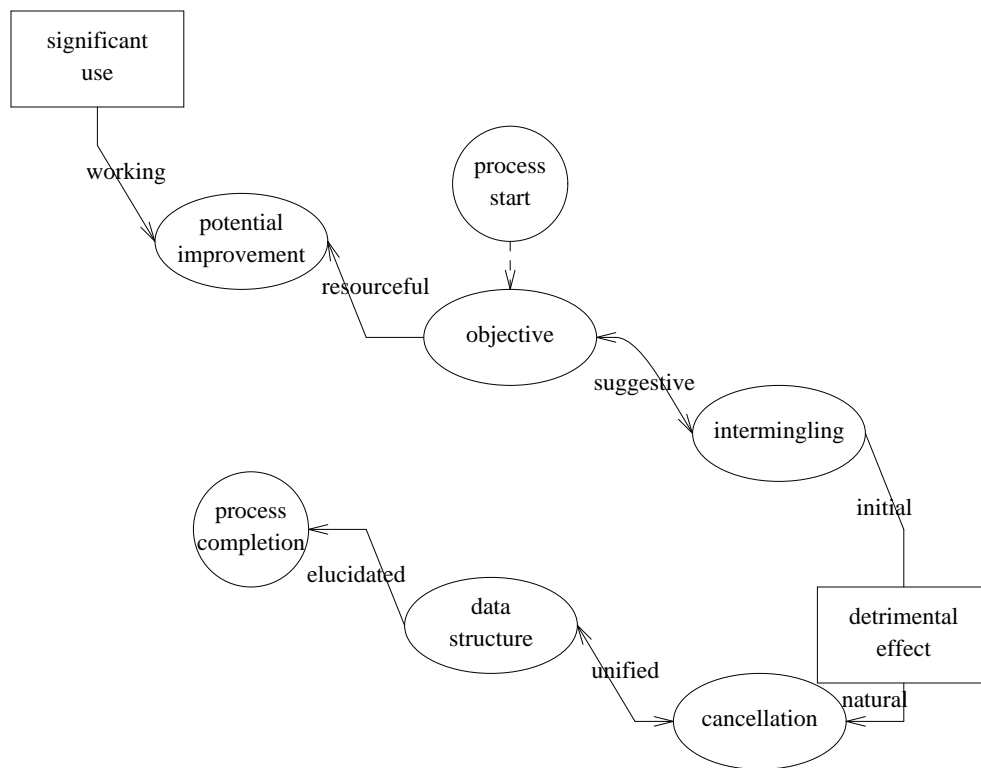 significant
use
working
process
start
potential
improvement
resourceful
objective
suggestive
intermingling
initial
process
completion
elucidated
data
structure
detrimental
effect
unified
natural
cancellation